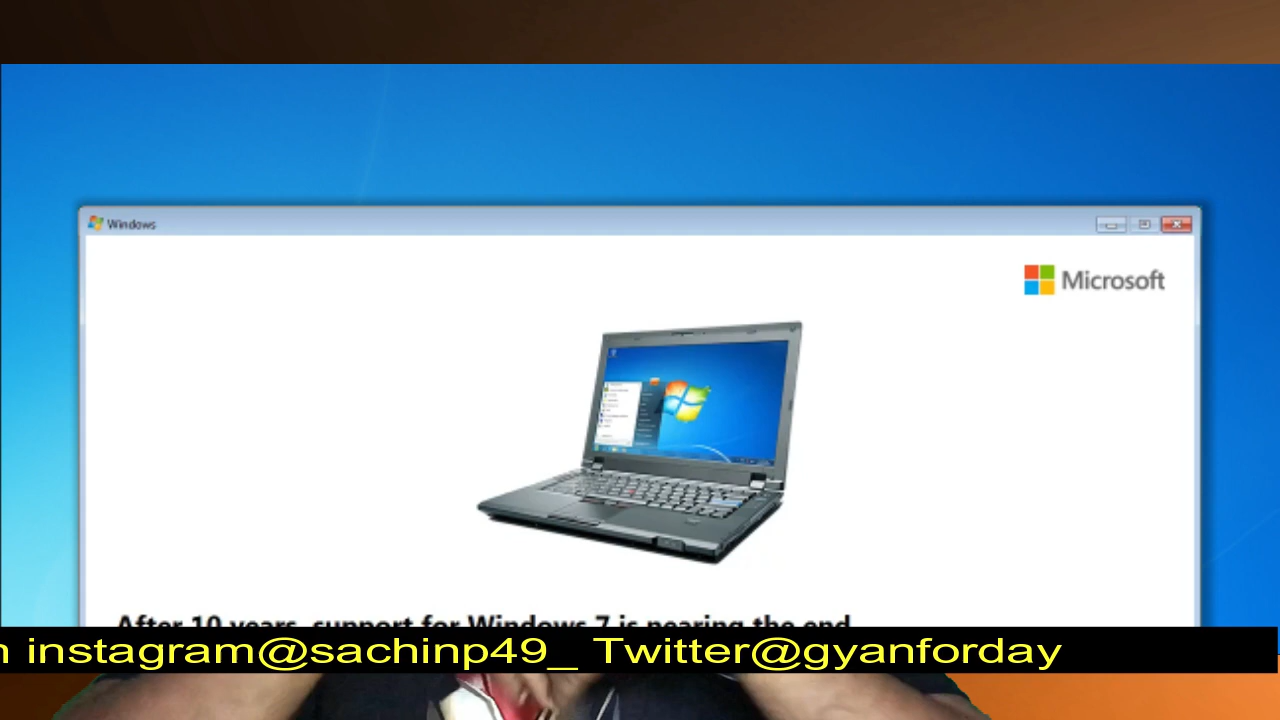 Windows
Microsoft
After 10 years, support for Windows 7 is nearing the end
instagram@sachinp49_ Twitter@gyanforday